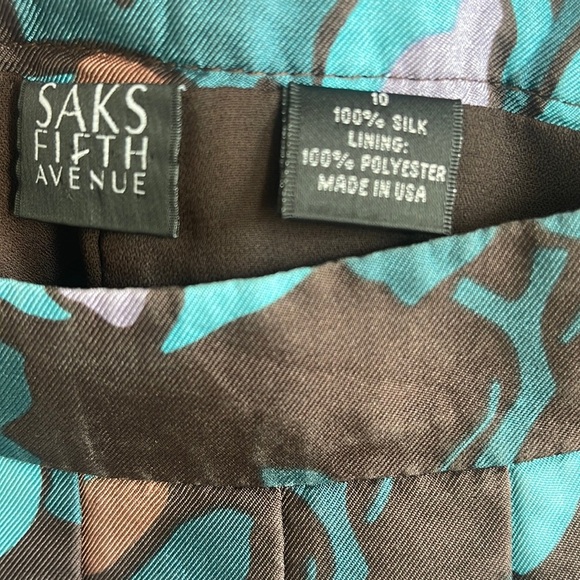 SAKS
FIFTH
AVENUE
10
100% SILK
LINING:
100% POLYESTER
MADE IN USA